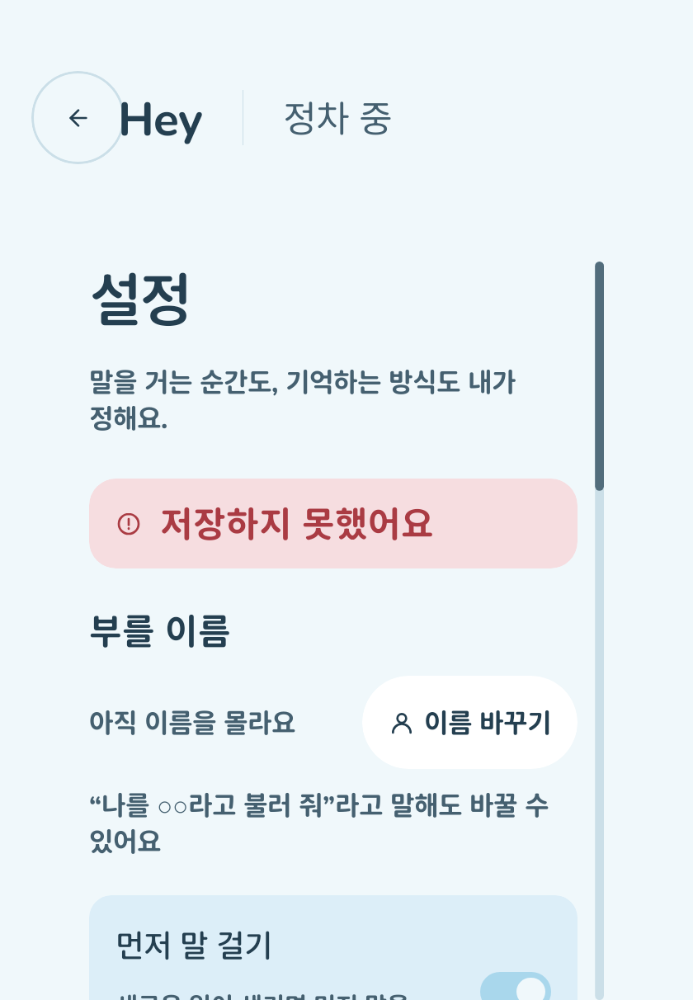 Hey
정차 중
설정
말을 거는 순간도, 기억하는 방식도 내가
정해요.
저장하지 못했어요
부를 이름
아직 이름을 몰라요
이름 바꾸기
“나를 ○○라고 불러 줘”라고 말해도 바꿀 수
있어요
먼저 말 걸기